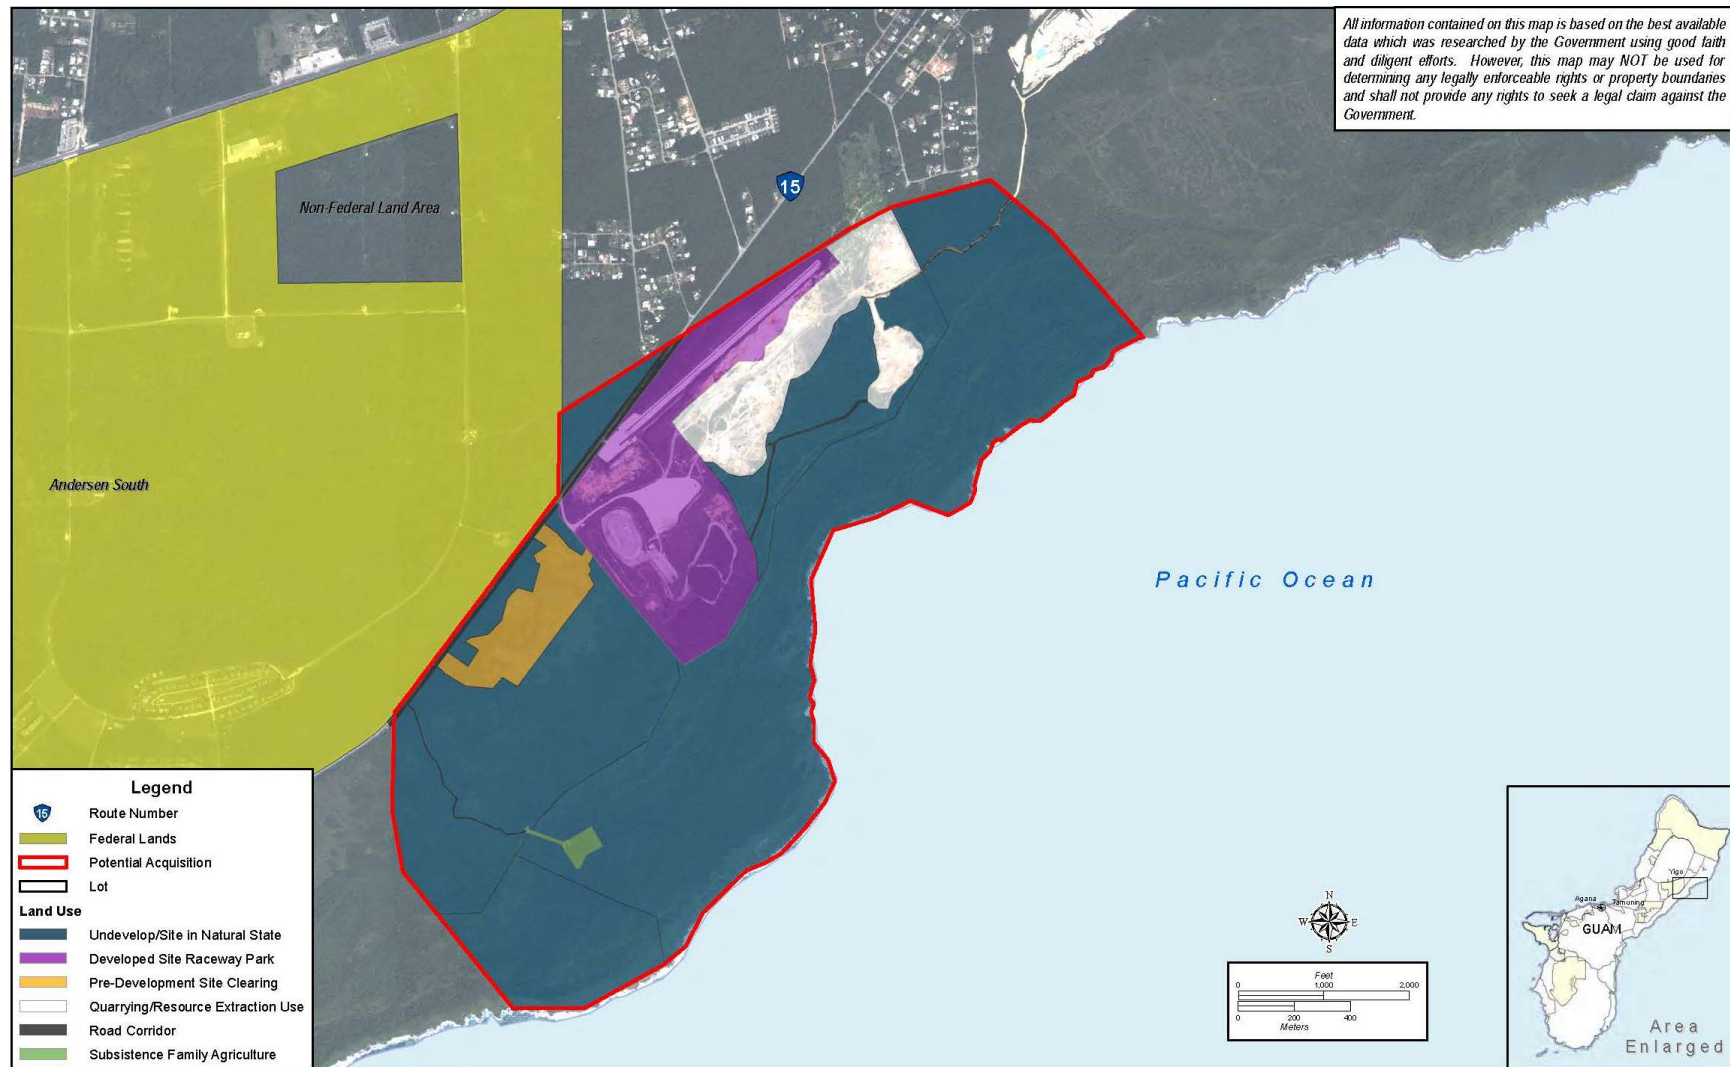 All information contained on this map is based on the best available
data which was researched by the Government using good faith
and diligent efforts. However, this map may NOT be used for
determining any legally enforceable rights or property boundaries
and shall not provide any rights to seek a legal claim against the
Government.
15
Non-Federal Land Area
Andersen South
Pacific Ocean
Legend
15 Route Number
Federal Lands
Potential Acquisition
Lot
Land Use
Undevelop/Site in Natural State
Developed Site Raceway Park
Pre-Development Site Clearing
Quarrying/Resource Extraction Use
Road Corridor
Subsistence Family Agriculture
N
W E
S
Feet
0 1,000 2,000
0 200 400
Meters
Yigo
Agana
Tamuning
GUAM
Area
Enlarged